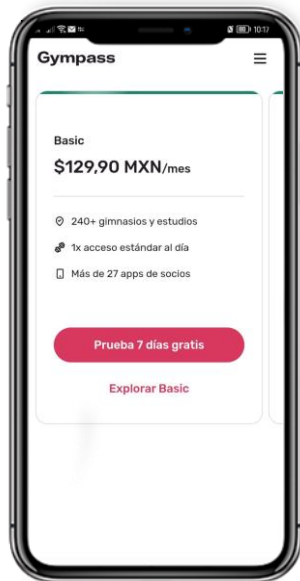 10:17
Gympass
Basic
$129,90 MXN/mes
240+ gimnasios y estudios
1x acceso estándar al día
Más de 27 apps de socios
Prueba 7 días gratis
Explorar Basic